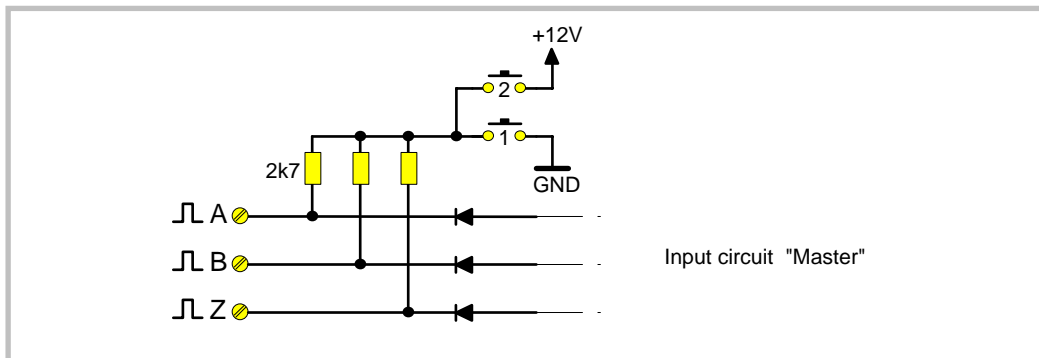 +12V
2
1
2k7
GND
A
B
Input circuit "Master"
Z